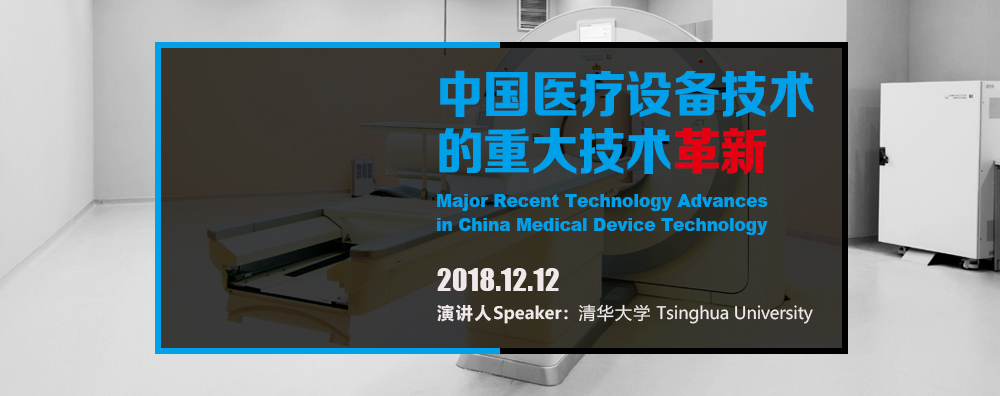 中国医疗设备技术
的重大技术革新
Major Recent Technology Advances
in China Medical Device Technology
2018.12.12
演讲人Speaker：清华大学 Tsinghua University